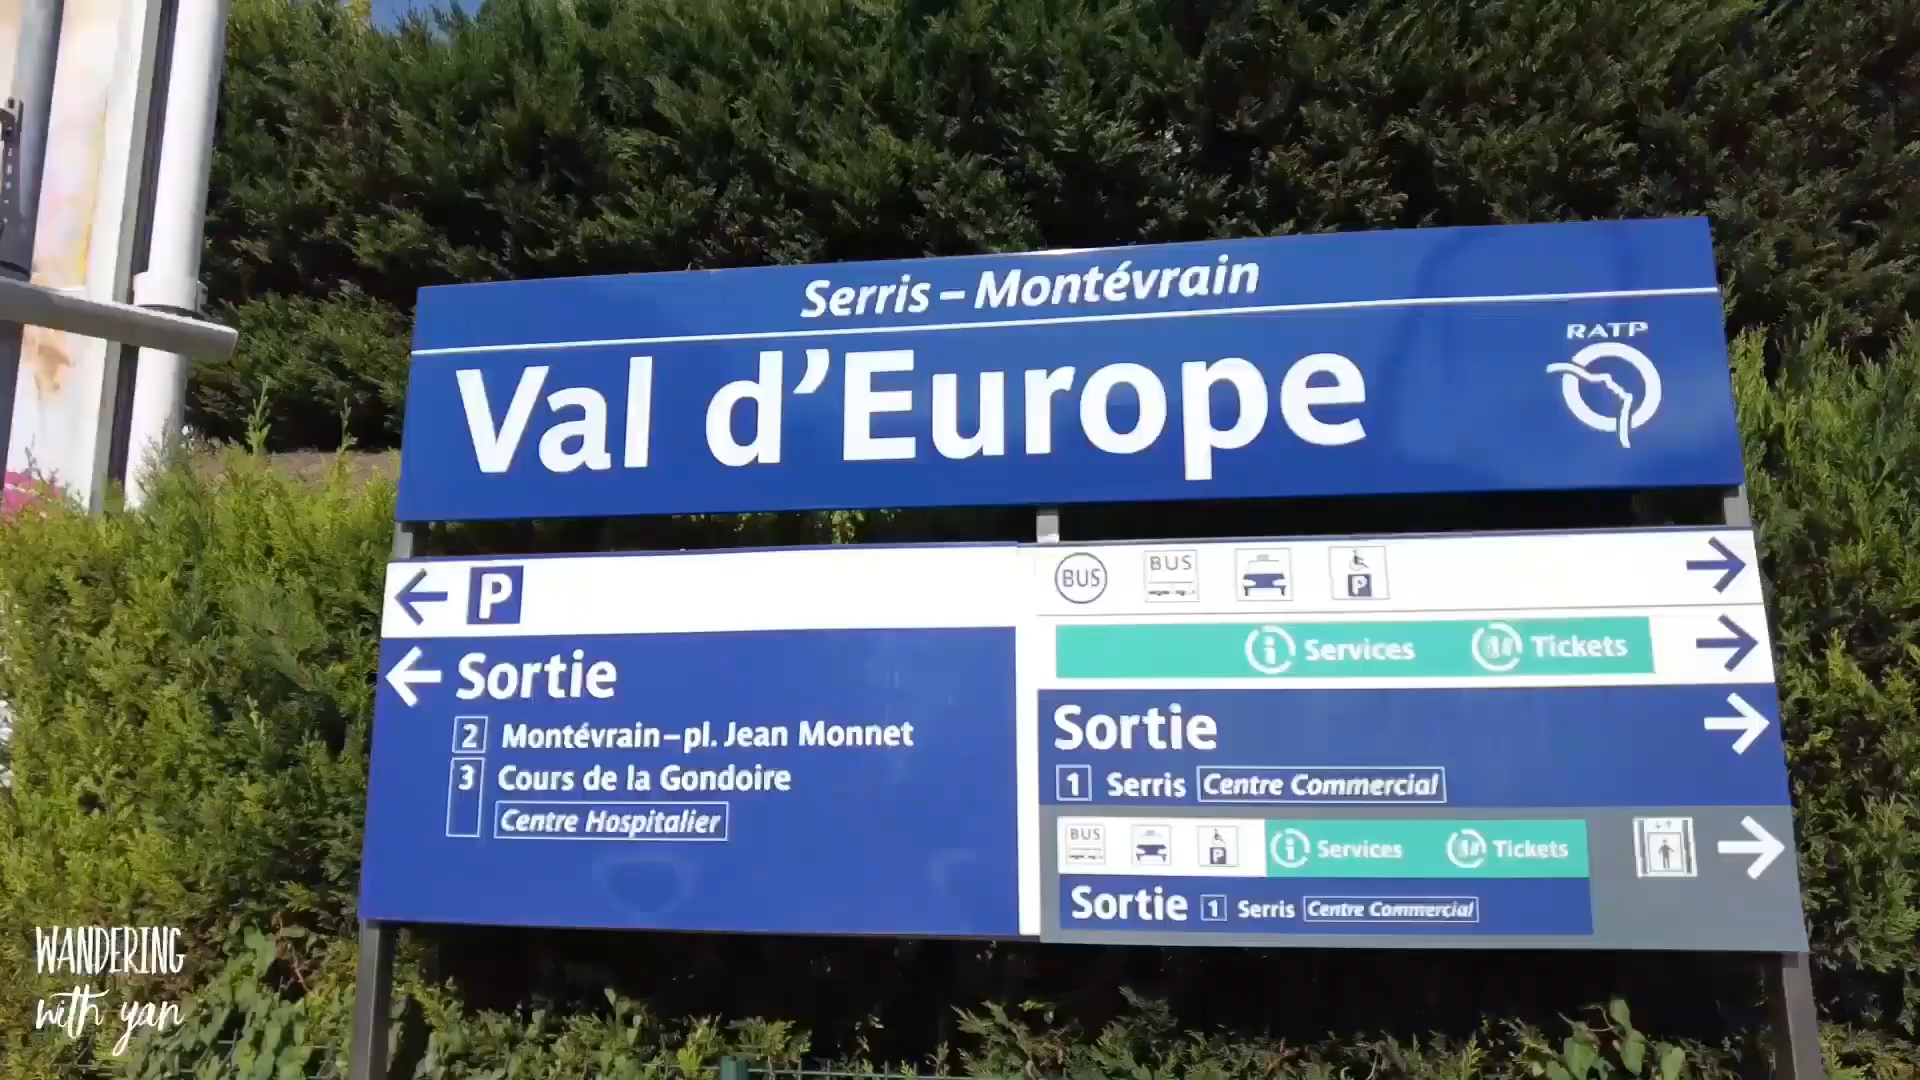 Serris – Montévrain
Val d'Europe
RATP
P
Sortie
2 Montévrain – pl. Jean Monnet
3 Cours de la Gondoire
Centre Hospitalier
BUS BUS P
Services Tickets
Sortie
1 Serris Centre Commercial
BUS P Services Tickets
Sortie 1 Serris Centre Commercial
WANDERING
with yan